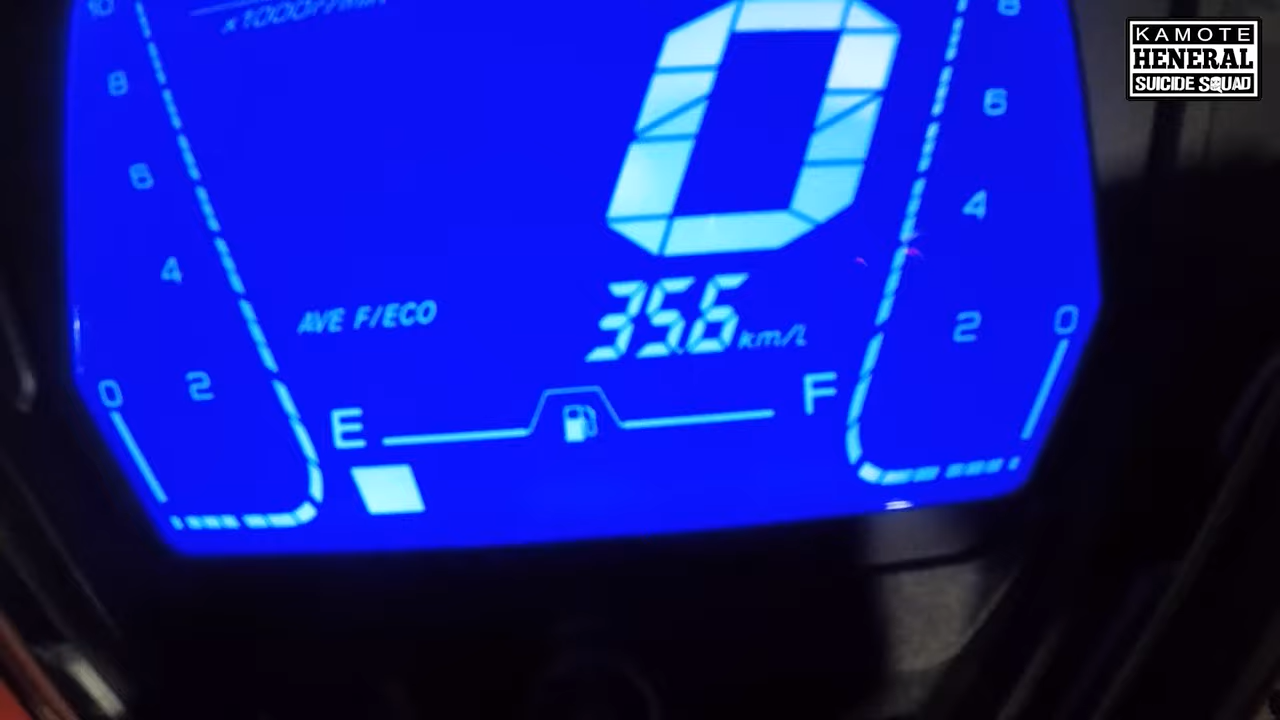 KAMOTE
HENERAL
SUICIDE SQUAD
10
x1000r/min
8
8
0
6
6
4
4
AVE F/ECO
35.6 km/l
2
0
0
2
E
F